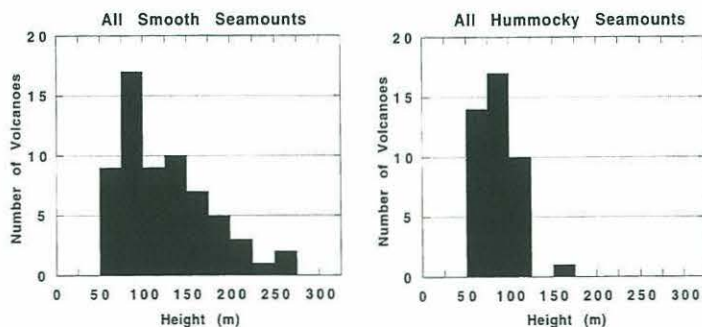 All Smooth Seamounts
20
15
10
5
0
Number of Volcanoes
0 50 100 150 200 250 300
Height (m)
All Hummocky Seamounts
20
15
10
5
0
Number of Volcanoes
0 50 100 150 200 250 300
Height (m)